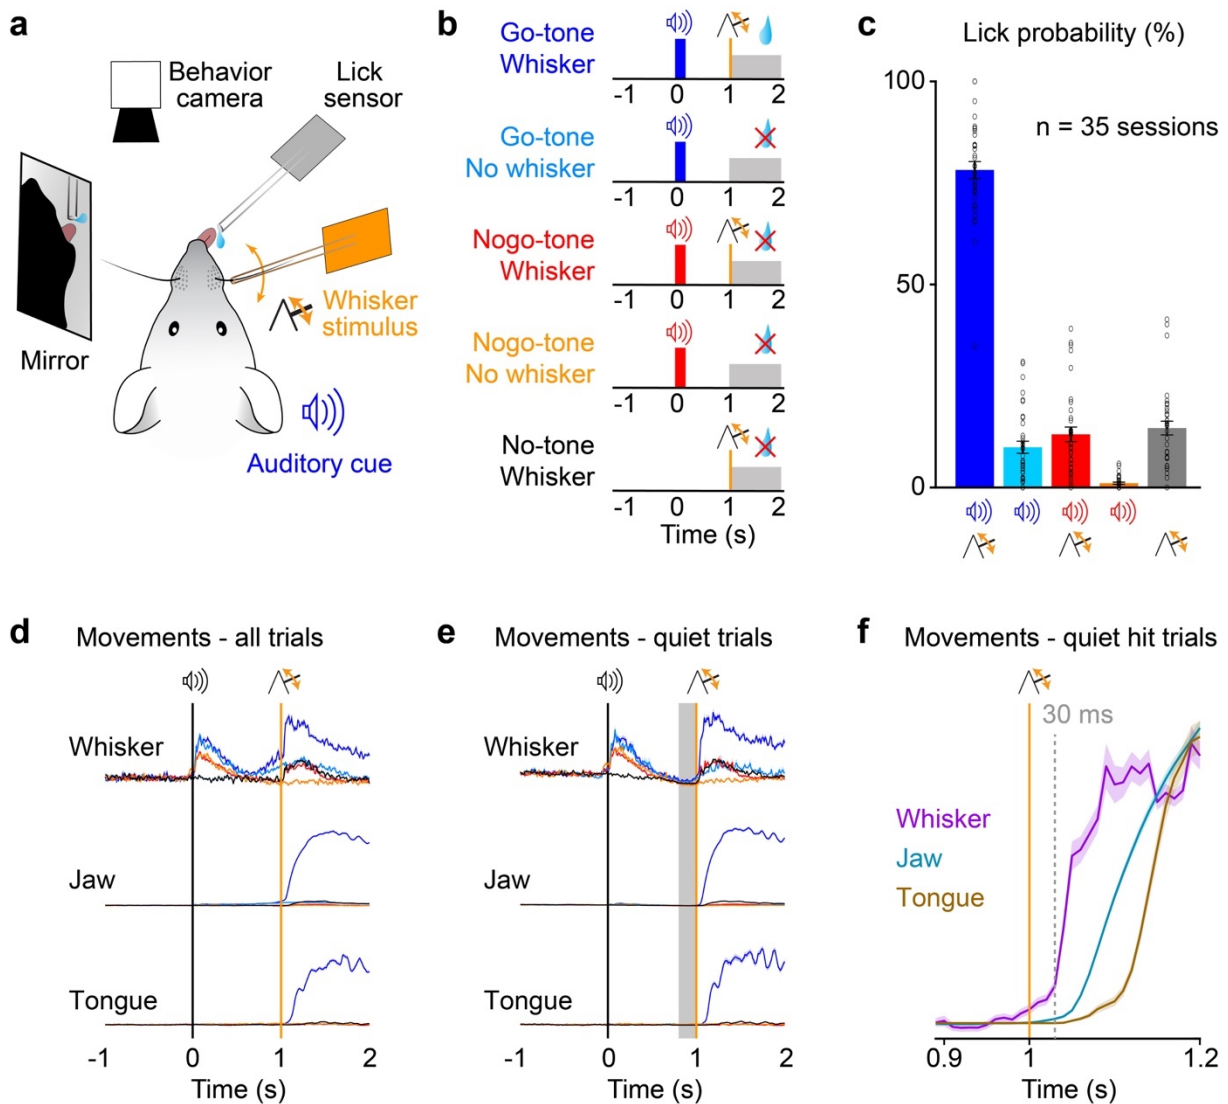 a
Behavior
camera
Lick
sensor
Mirror
Whisker
stimulus
Auditory cue
b
Go-tone
Whisker
-1 0 1 2
Go-tone
No whisker
-1 0 1 2
Nogo-tone
Whisker
-1 0 1 2
Nogo-tone
No whisker
-1 0 1 2
No-tone
Whisker
-1 0 1 2
Time (s)
c Lick probability (%)
100
n = 35 sessions
50
0
d Movements - all trials
Whisker
Jaw
Tongue
-1 0 1 2
Time (s)
e Movements - quiet trials
Whisker
Jaw
Tongue
-1 0 1 2
Time (s)
f Movements - quiet hit trials
30 ms
Whisker
Jaw
Tongue
0.9 1 1.2
Time (s)